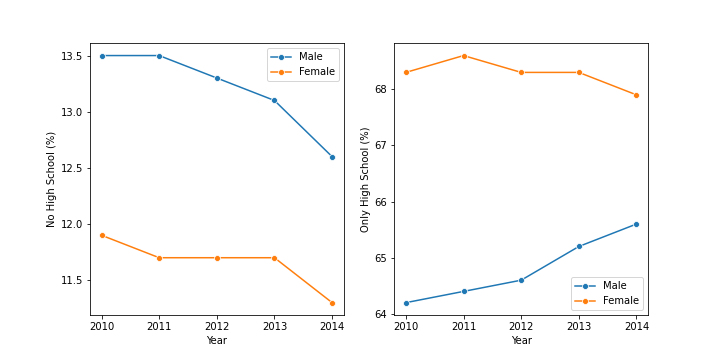 No High School (%)
13.5
13.0
12.5
12.0
11.5
2010 2011 2012 2013 2014
Year
Male
Female
Only High School (%)
68
67
66
65
64
2010 2011 2012 2013 2014
Year
Male
Female